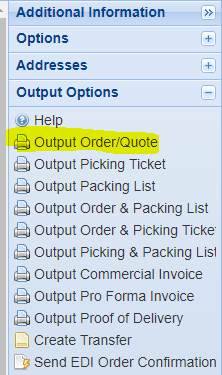 Additional Information
Options
Addresses
Output Options
Help
Output Order/Quote
Output Picking Ticket
Output Packing List
Output Order & Packing List
Output Order & Picking Ticke
Output Picking & Packing List
Output Commercial Invoice
Output Pro Forma Invoice
Output Proof of Delivery
Create Transfer
Send EDI Order Confirmation